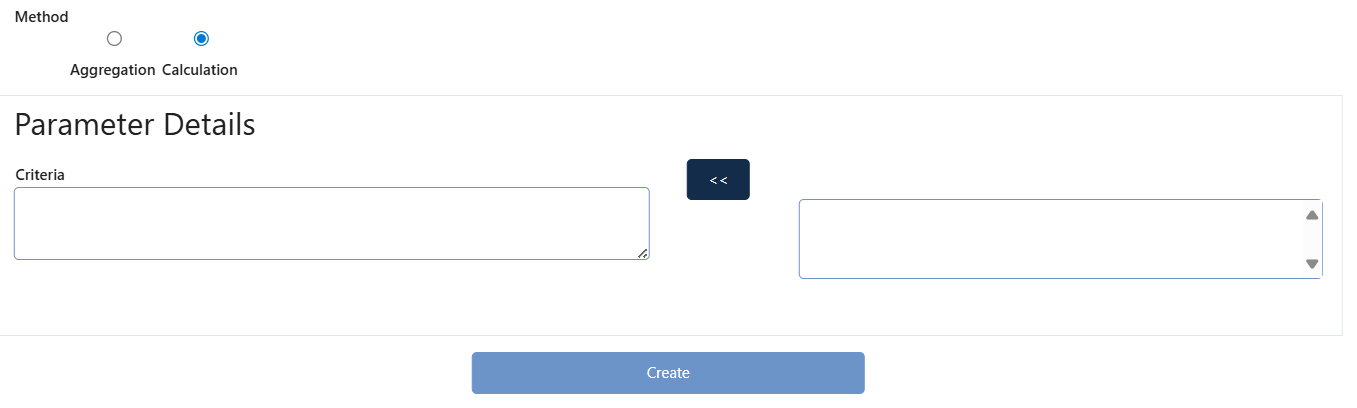 Method
Aggregation Calculation
Parameter Details
Criteria
<<
Create